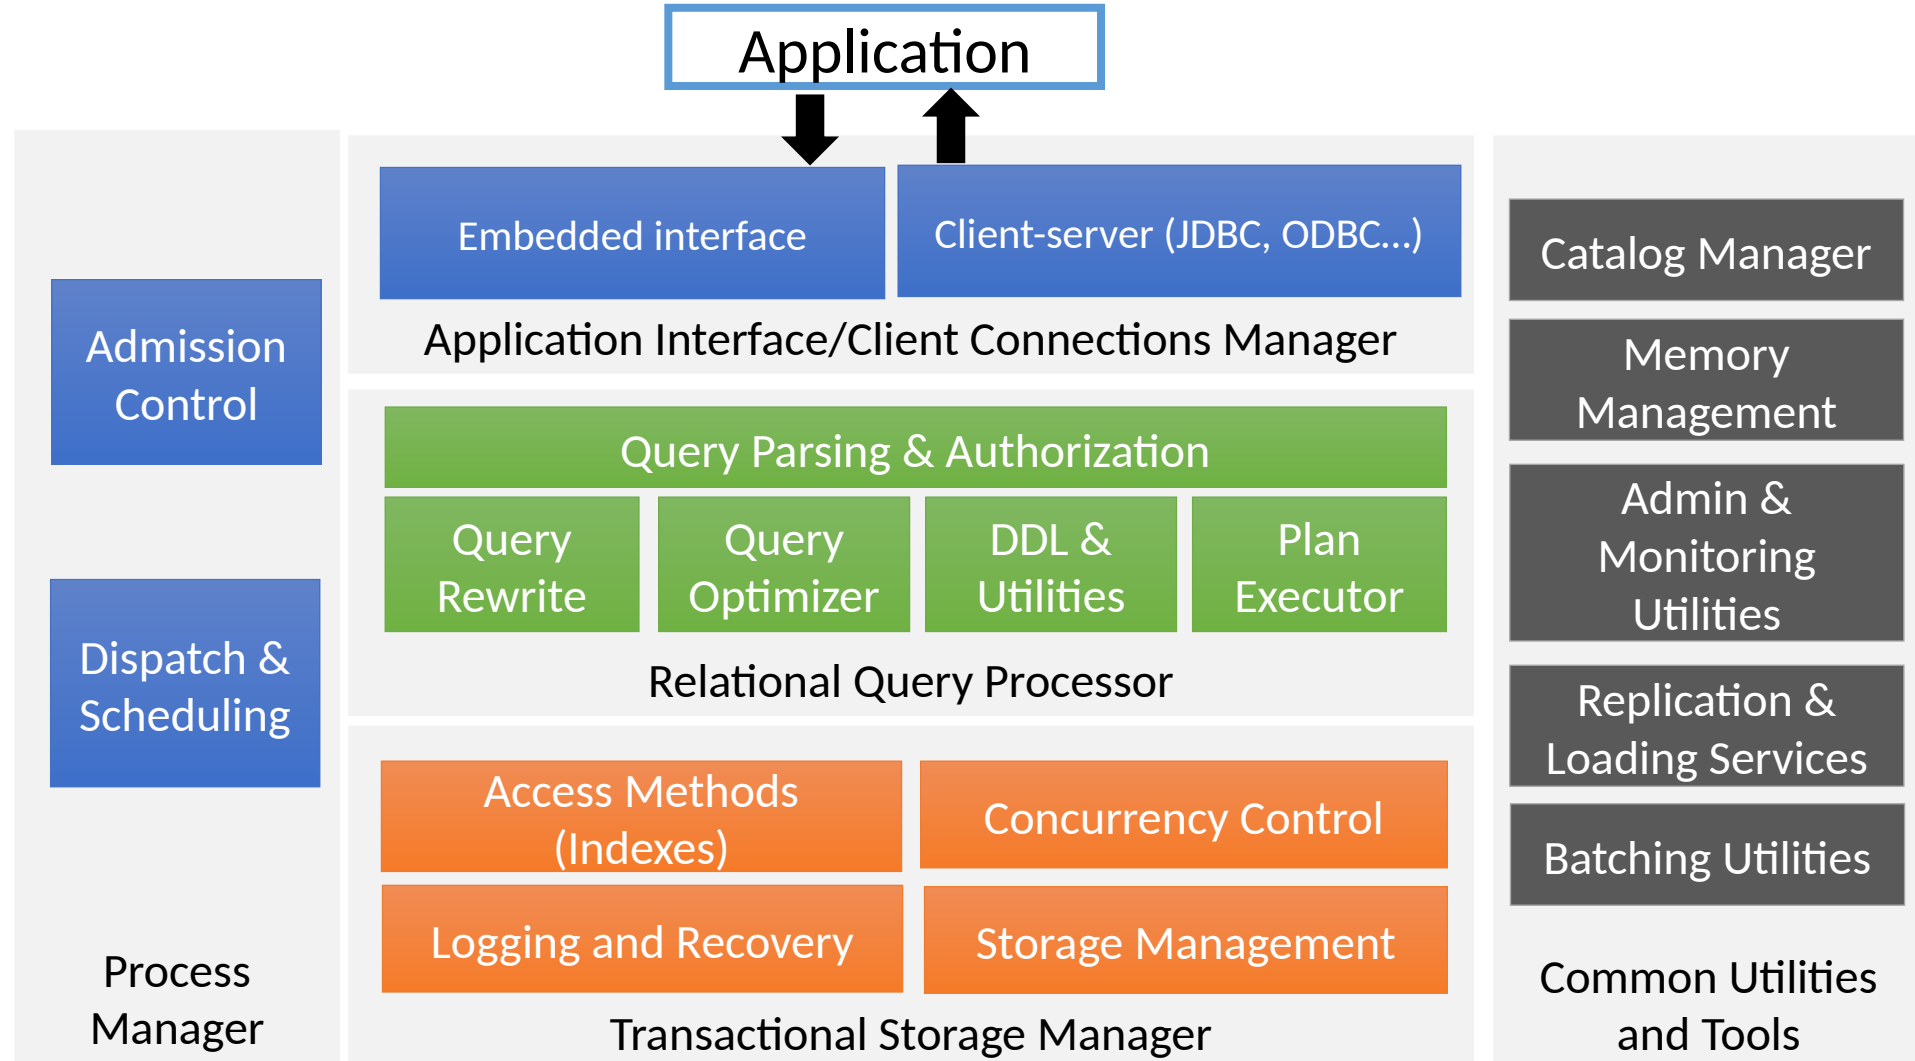 Application
Admission
Control
Dispatch &
Scheduling
Process
Manager
Embedded interface
Client-server (JDBC, ODBC...)
Application Interface/Client Connections Manager
Query Parsing & Authorization
Query
Rewrite
Query
Optimizer
DDL &
Utilities
Plan
Executor
Relational Query Processor
Access Methods
(Indexes)
Concurrency Control
Logging and Recovery
Storage Management
Transactional Storage Manager
Catalog Manager
Memory
Management
Admin &
Monitoring
Utilities
Replication &
Loading Services
Batching Utilities
Common Utilities
and Tools